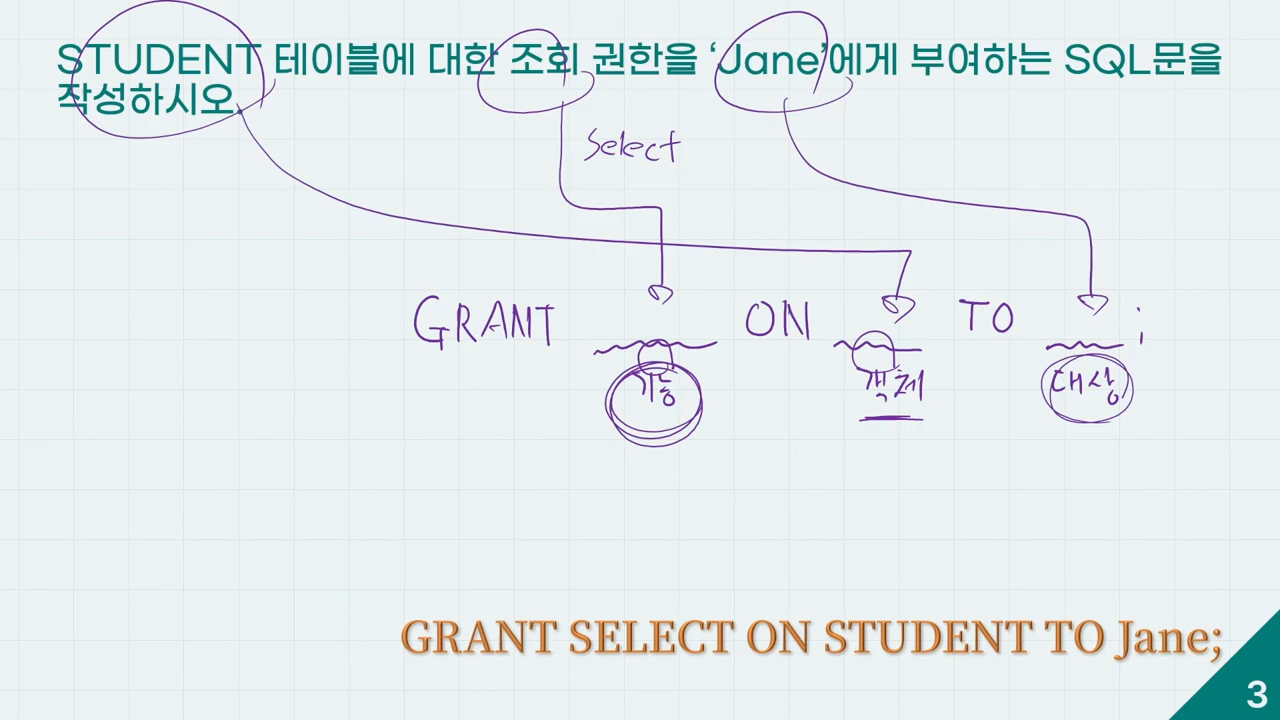 STUDENT 테이블에 대한 조회 권한을 ‘Jane’에게 부여하는 SQL문을
작성하시오.
Select
GRANT ON TO ;
기능 객체 대상
GRANT SELECT ON STUDENT TO Jane;
3